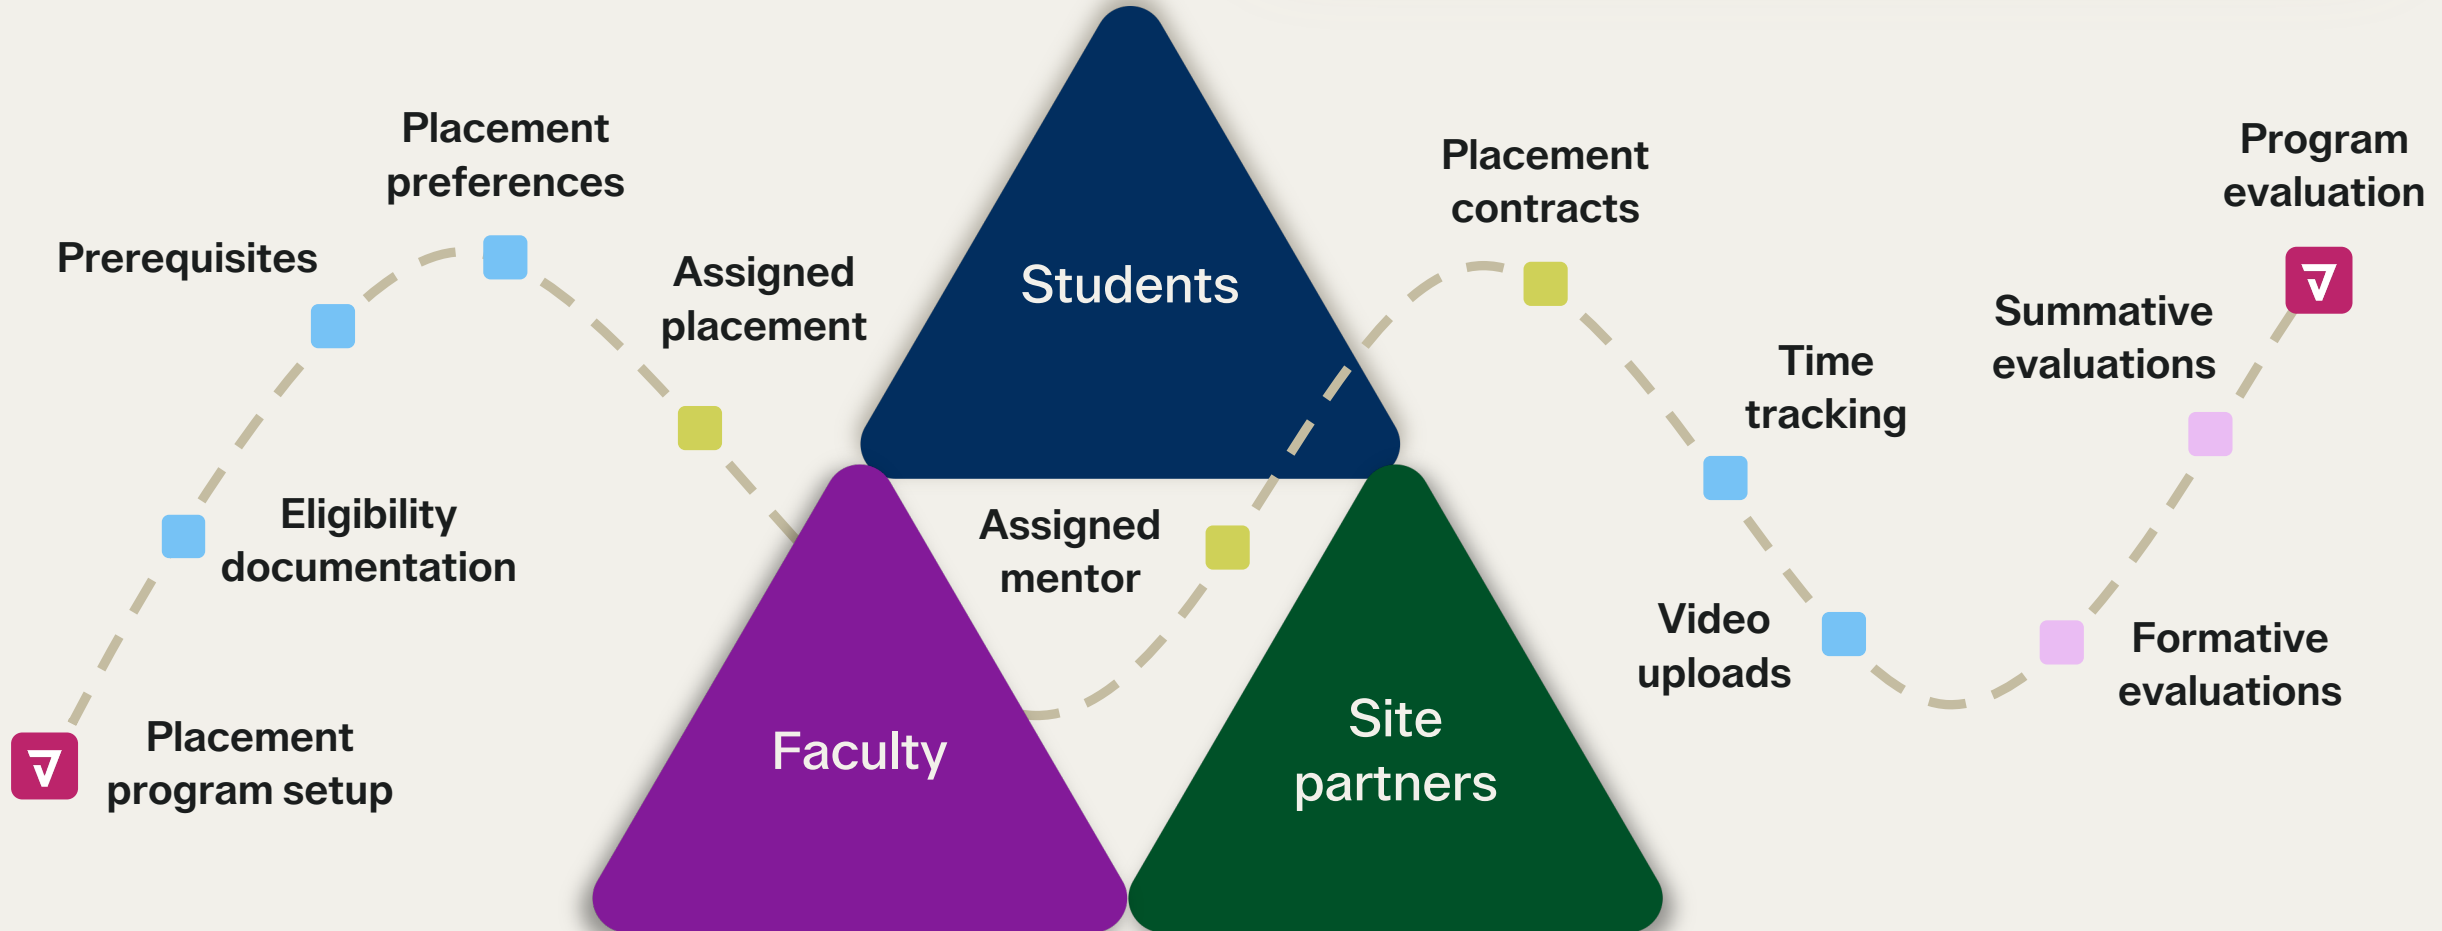 Placement
program setup
Eligibility
documentation
Prerequisites
Placement
preferences
Assigned
placement
Students
Faculty
Site
partners
Assigned
mentor
Placement
contracts
Time
tracking
Video
uploads
Formative
evaluations
Summative
evaluations
Program
evaluation